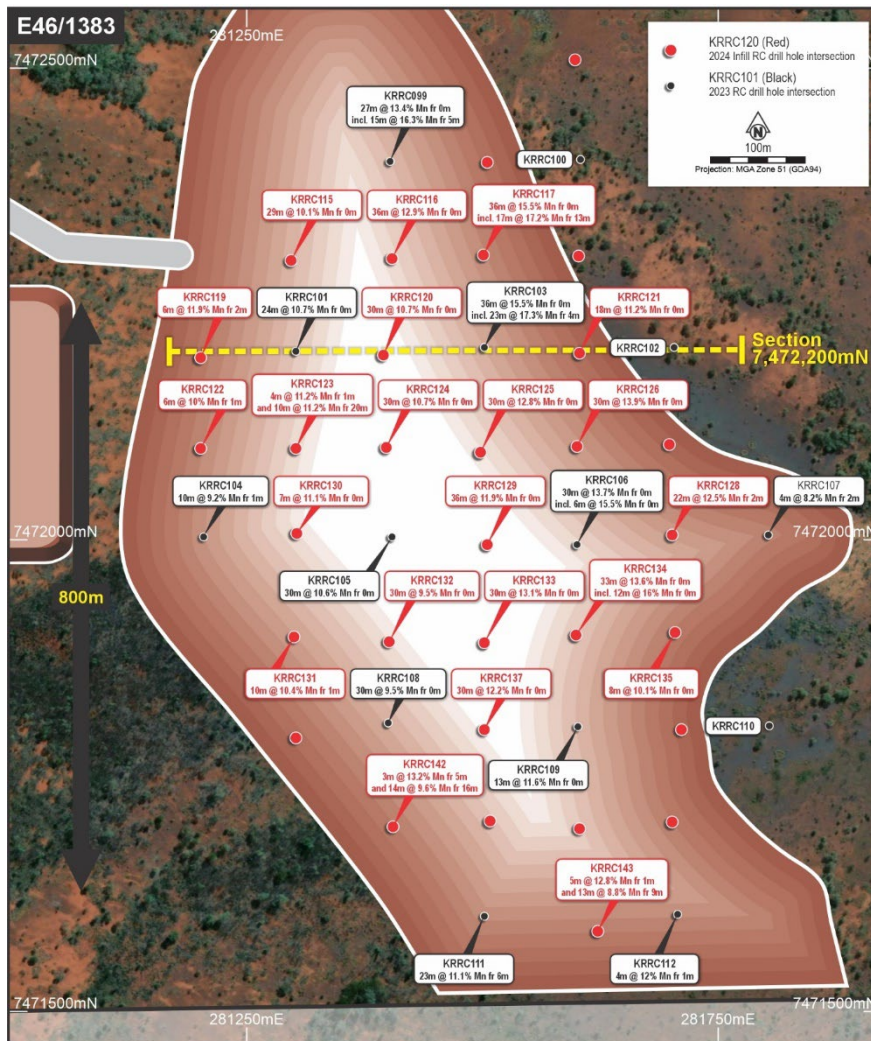 E46/1383
281250mE
7472500mN
KRRC120 (Red)
2024 Infill RC drill hole intersection
KRRC101 (Black)
2023 RC drill hole intersection
N
100m
Projection: MGA Zone 51 (GDA94)
KRRC099
27m @ 13.4% Mn fr 0m
incl. 15m @ 16.3% Mn fr 5m
KRRC100
KRRC115
29m @ 10.1% Mn fr 0m
KRRC116
36m @ 12.9% Mn fr 0m
KRRC117
36m @ 15.5% Mn fr 0m
incl. 17m @ 17.2% Mn fr 13m
KRRC119
6m @ 11.9% Mn fr 2m
KRRC101
24m @ 10.7% Mn fr 0m
KRRC120
30m @ 10.7% Mn fr 0m
KRRC103
36m @ 15.5% Mn fr 0m
incl. 23m @ 17.3% Mn fr 4m
KRRC121
18m @ 11.2% Mn fr 0m
KRRC102
Section
7,472,200mN
KRRC122
6m @ 10% Mn fr 1m
KRRC123
4m @ 11.2% Mn fr 1m
and 10m @ 11.2% Mn fr 20m
KRRC124
30m @ 10.7% Mn fr 0m
KRRC125
30m @ 12.8% Mn fr 0m
KRRC126
30m @ 13.9% Mn fr 0m
KRRC104
10m @ 9.2% Mn fr 1m
KRRC130
7m @ 11.1% Mn fr 0m
KRRC129
36m @ 11.9% Mn fr 0m
KRRC106
30m @ 13.7% Mn fr 0m
incl. 6m @ 15.5% Mn fr 0m
KRRC128
22m @ 12.5% Mn fr 2m
KRRC107
4m @ 8.2% Mn fr 2m
7472000mN
7472000mN
KRRC105
30m @ 10.6% Mn fr 0m
KRRC132
30m @ 9.5% Mn fr 0m
KRRC133
30m @ 13.1% Mn fr 0m
KRRC134
33m @ 13.6% Mn fr 0m
incl. 12m @ 16% Mn fr 0m
800m
KRRC131
10m @ 10.4% Mn fr 1m
KRRC108
30m @ 9.5% Mn fr 0m
KRRC137
30m @ 12.2% Mn fr 0m
KRRC135
8m @ 10.1% Mn fr 0m
KRRC110
KRRC142
3m @ 13.2% Mn fr 5m
and 14m @ 9.6% Mn fr 16m
KRRC109
13m @ 11.6% Mn fr 0m
KRRC143
5m @ 12.8% Mn fr 1m
and 13m @ 8.8% Mn fr 9m
KRRC111
23m @ 11.1% Mn fr 6m
KRRC112
4m @ 12% Mn fr 1m
7471500mN
7471500mN
281250mE
281750mE